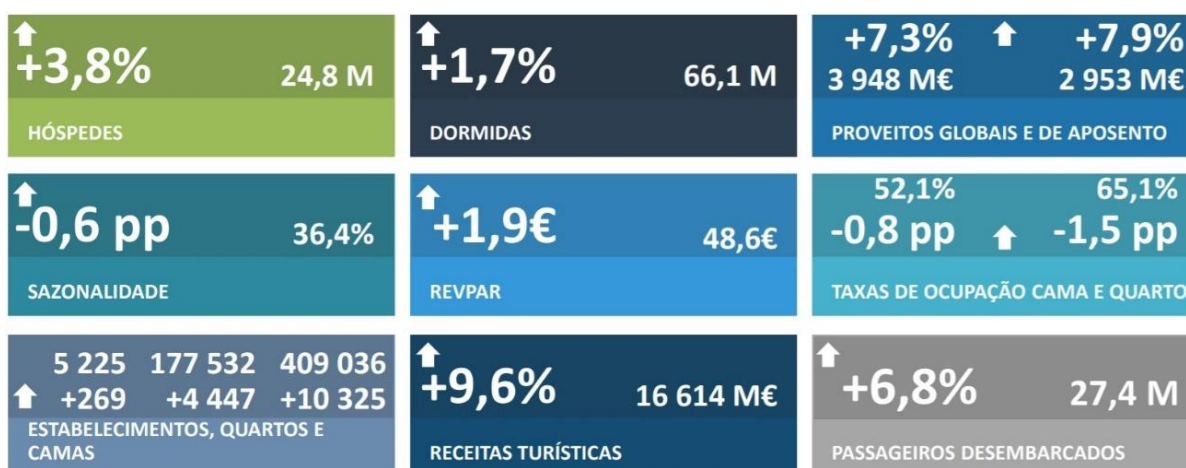 +3,8% 24,8 M
HÓSPEDES
+1,7% 66,1 M
DORMIDAS
+7,3% +7,9%
3 948 M€ 2 953 M€
PROVEITOS GLOBAIS E DE APOSENTO
-0,6 pp 36,4%
SAZONALIDADE
+1,9€ 48,6€
REVPAR
52,1% 65,1%
-0,8 pp -1,5 pp
TAXAS DE OCUPAÇÃO CAMA E QUARTO
5 225 177 532 409 036
+269 +4 447 +10 325
ESTABELECIMENTOS, QUARTOS E
CAMAS
+9,6% 16 614 M€
RECEITAS TURÍSTICAS
+6,8% 27,4 M
PASSAGEIROS DESEMBARCADOS